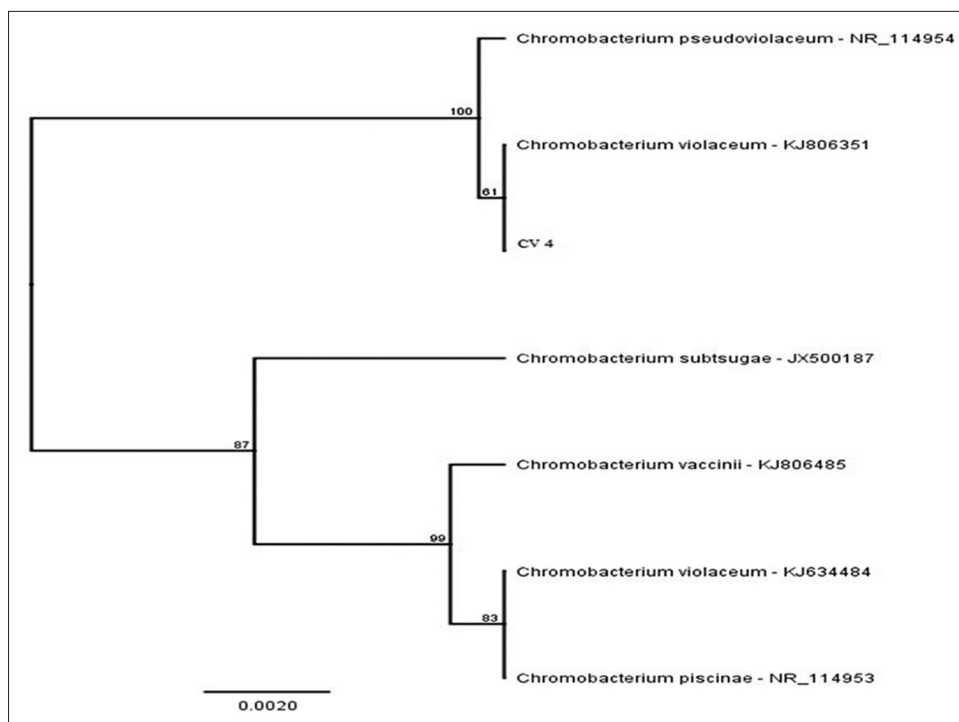 Chromobacterium pseudoviolaceum - NR_114954
100
Chromobacterium violaceum - KJ806351
61
CV 4
Chromobacterium subtsugae - JX500187
87
Chromobacterium vaccinii - KJ806485
99
Chromobacterium violaceum - KJ634484
83
Chromobacterium piscinae - NR_114953
0.0020